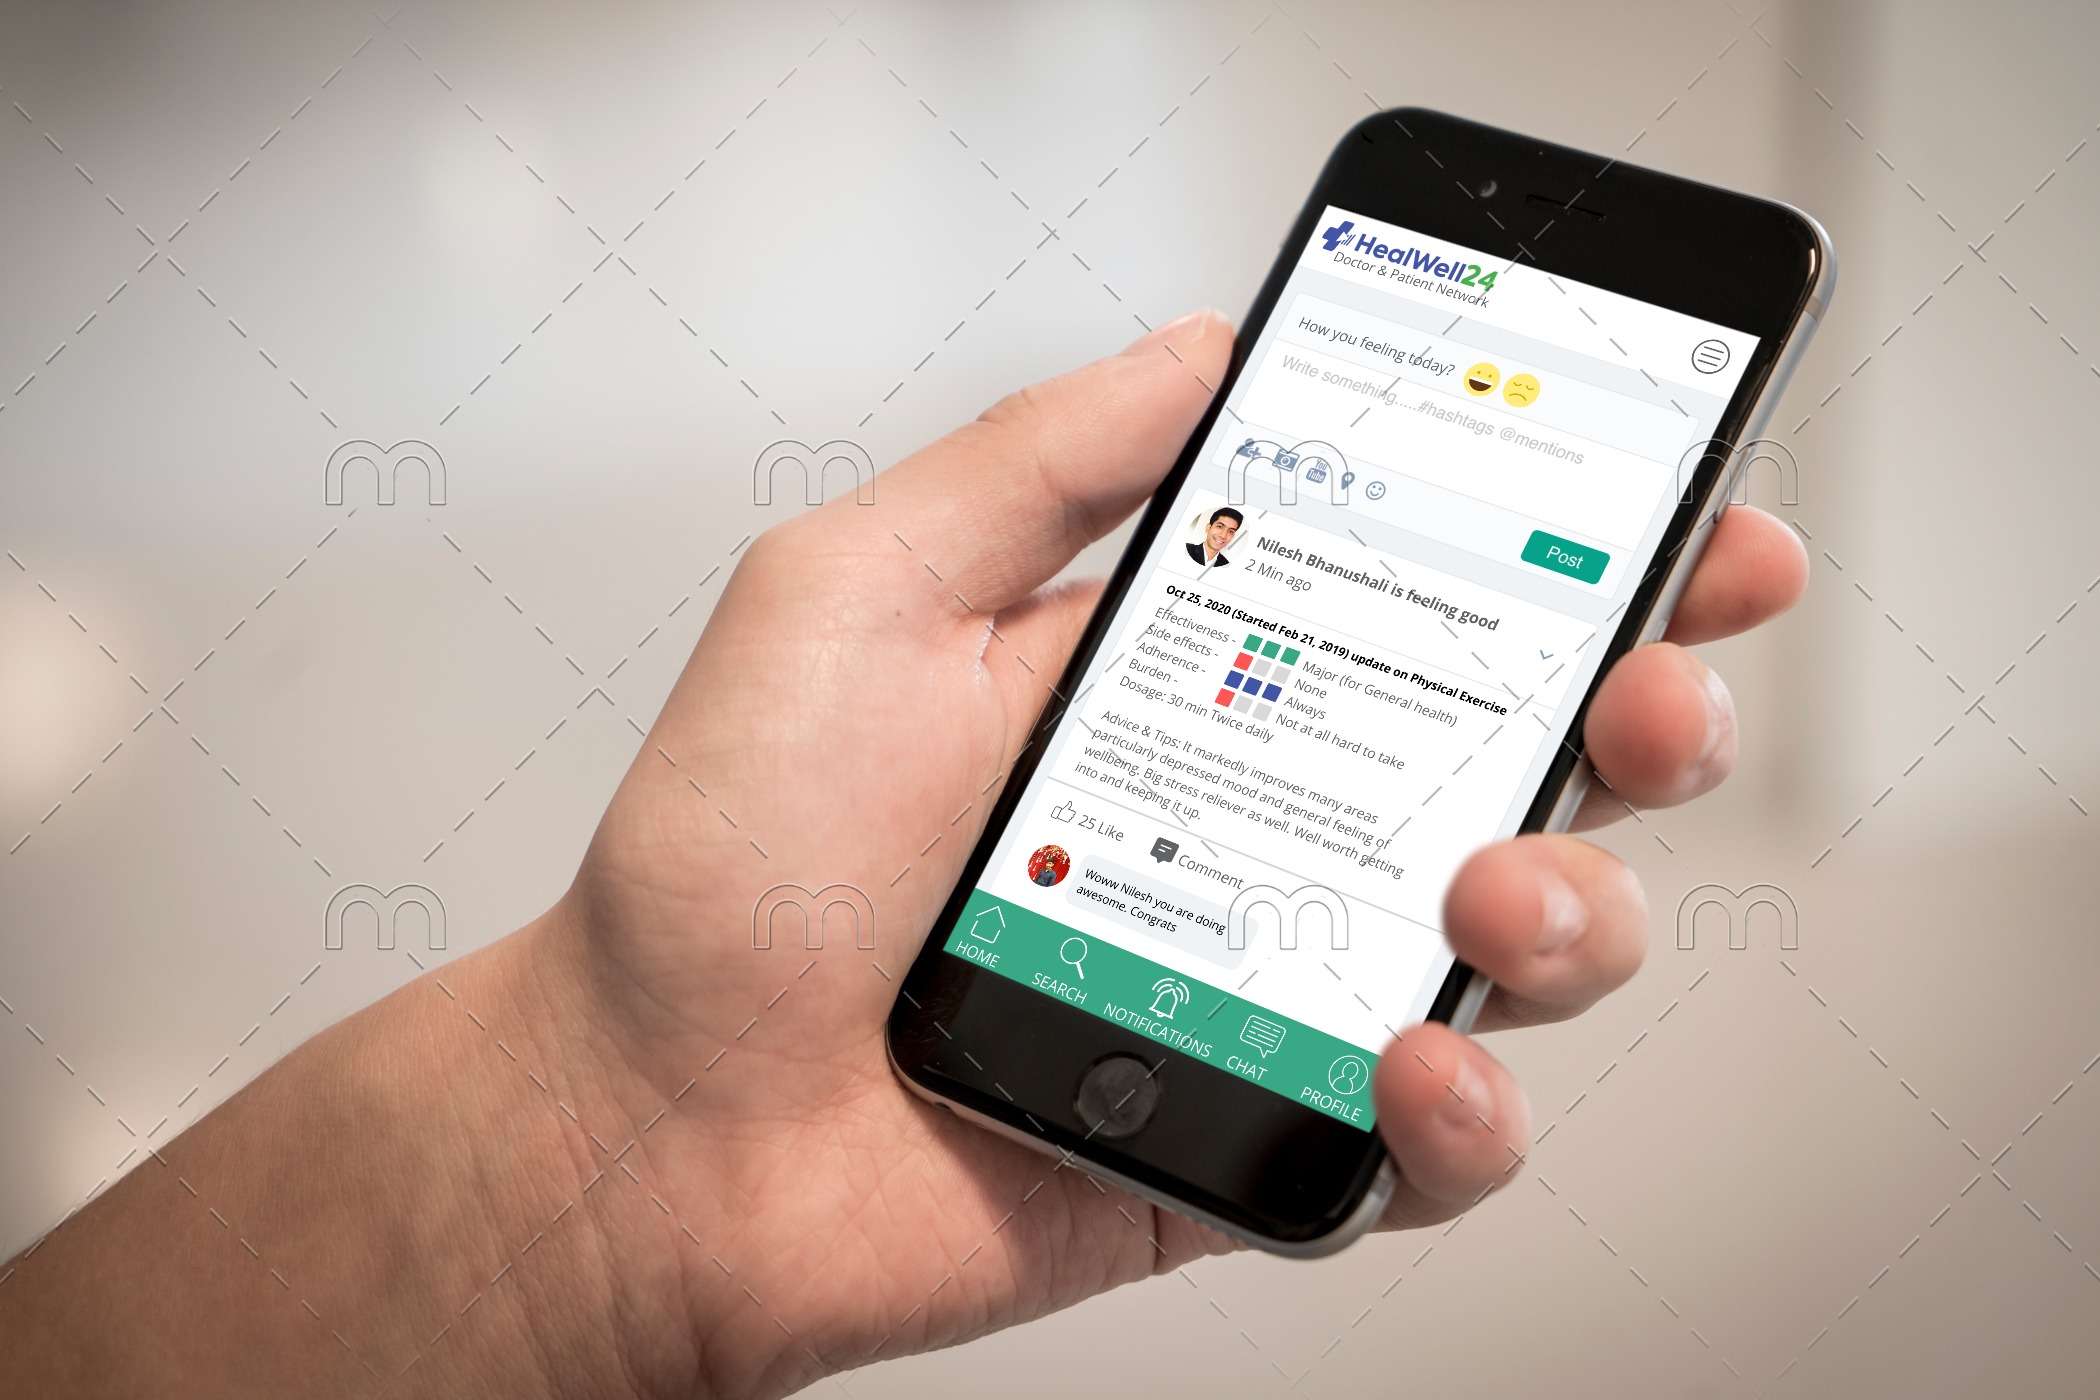 HealWell24
Doctor & Patient Network
How you feeling today?
Write something.....#hashtags @mentions
You
Tube
Post
Nilesh Bhanushali is feeling good
2 Min ago
Oct 25, 2020 (Started Feb 21, 2019) update on Physical Exercise
Effectiveness - Major (for General health)
Side effects - None
Adherence - Always
Burden - Not at all hard to take
Dosage: 30 min Twice daily
Advice & Tips: It markedly improves many areas
particularly depressed mood and general feeling of
wellbeing. Big stress reliever as well. Well worth getting
into and keeping it up.
25 Like Comment
Woww Nilesh you are doing
awesome. Congrats
HOME SEARCH NOTIFICATIONS CHAT PROFILE
m m m m
m m m m